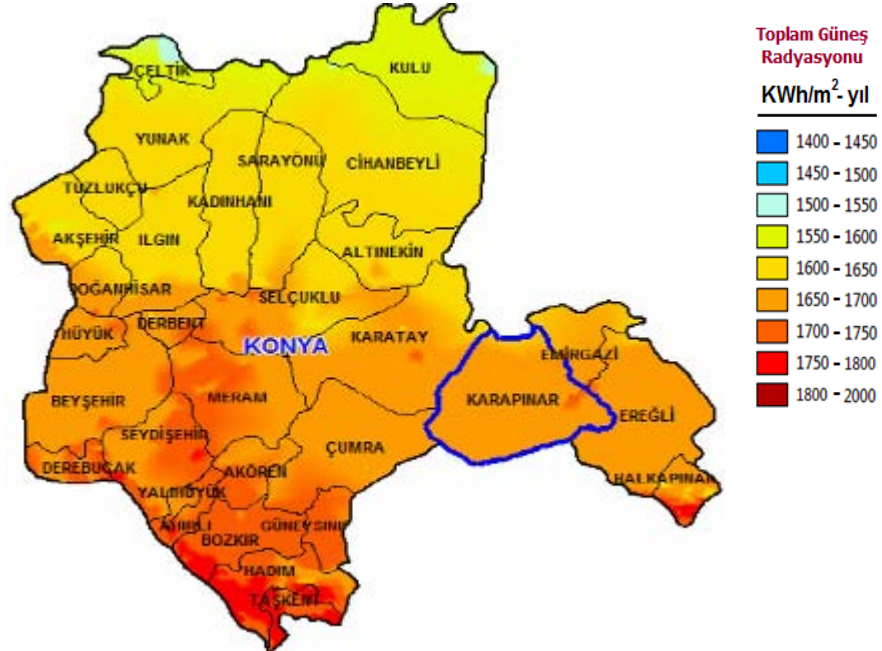 Toplam Güneş
Radyasyonu
KWh/m²- yıl
1400 - 1450
1450 - 1500
1500 - 1550
1550 - 1600
1600 - 1650
1650 - 1700
1700 - 1750
1750 - 1800
1800 - 2000
ÇELTİK
KULU
YUNAK
SARAYÖNÜ
CİHANBEYLİ
TUZLUKÇU
KADINHANI
AKŞEHİR
ILGIN
ALTINEKİN
DOĞANHİSAR
SELÇUKLU
HÜYÜK
DERBENT
KONYA
KARATAY
EMİRGAZİ
BEYŞEHİR
MERAM
KARAPINAR
EREĞLİ
SEYDİŞEHİR
ÇUMRA
DEREBUCAK
AKÖREN
HALKAPINAR
YALIHÜYÜK
AHIRLI
BOZKIR
GÜNEYSINIR
HADIM
TAŞKENT